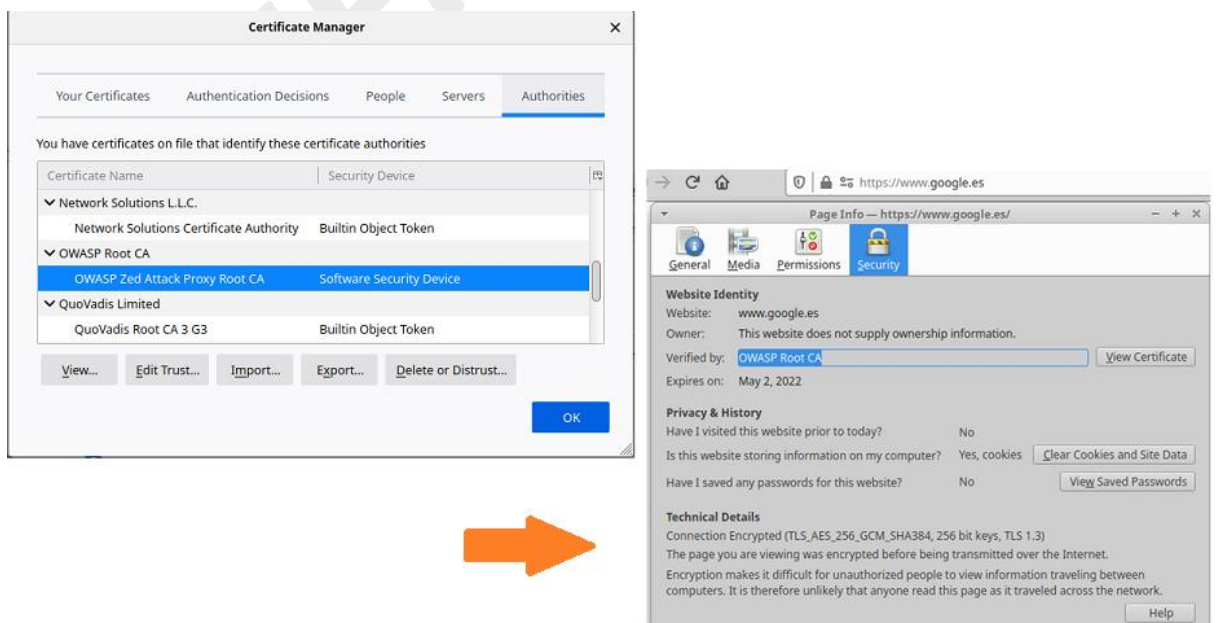 Certificate Manager
Your Certificates Authentication Decisions People Servers Authorities
You have certificates on file that identify these certificate authorities
Certificate Name Security Device
Network Solutions L.L.C.
Network Solutions Certificate Authority Builtin Object Token
OWASP Root CA
OWASP Zed Attack Proxy Root CA Software Security Device
QuoVadis Limited
QuoVadis Root CA 3 G3 Builtin Object Token
View... Edit Trust... Import... Export... Delete or Distrust...
OK
https://www.google.es
Page Info — https://www.google.es/
General Media Permissions Security
Website Identity
Website: www.google.es
Owner: This website does not supply ownership information.
Verified by: OWASP Root CA View Certificate
Expires on: May 2, 2022
Privacy & History
Have I visited this website prior to today? No
Is this website storing information on my computer? Yes, cookies Clear Cookies and Site Data
Have I saved any passwords for this website? No View Saved Passwords
Technical Details
Connection Encrypted (TLS_AES_256_GCM_SHA384, 256 bit keys, TLS 1.3)
The page you are viewing was encrypted before being transmitted over the Internet.
Encryption makes it difficult for unauthorized people to view information traveling between
computers. It is therefore unlikely that anyone read this page as it traveled across the network.
Help